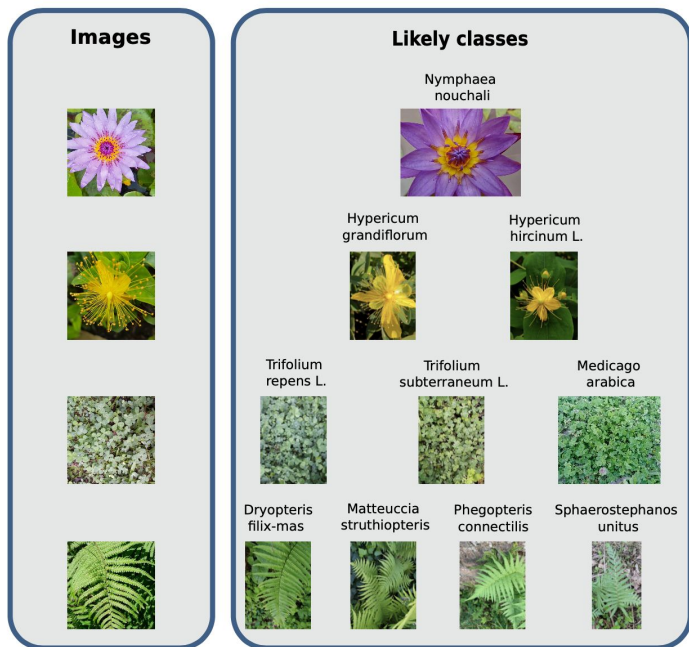 Images
Likely classes
Nymphaea
nouchali
Hypericum
grandiflorum
Hypericum
hircinum L.
Trifolium
repens L.
Trifolium
subterraneum L.
Medicago
arabica
Dryopteris
filix-mas
Matteuccia
struthiopteris
Phegopteris
connectilis
Sphaerostephanos
unitus